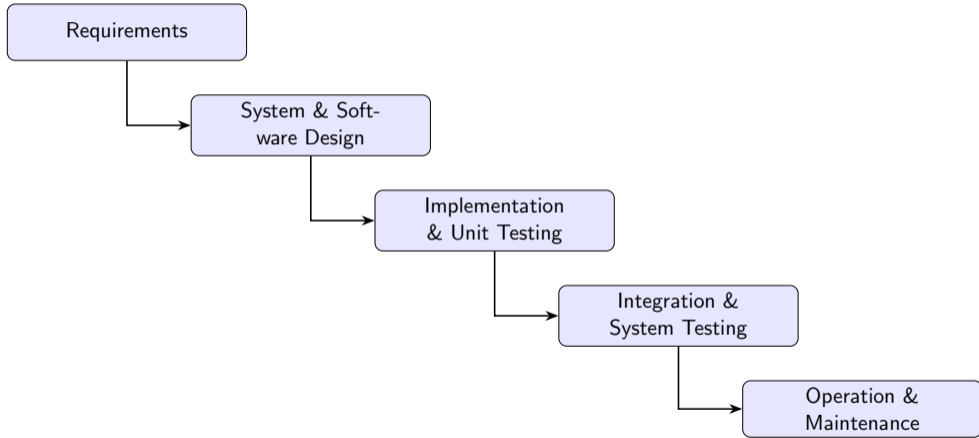 Requirements
System & Soft-
ware Design
Implementation
& Unit Testing
Integration &
System Testing
Operation &
Maintenance